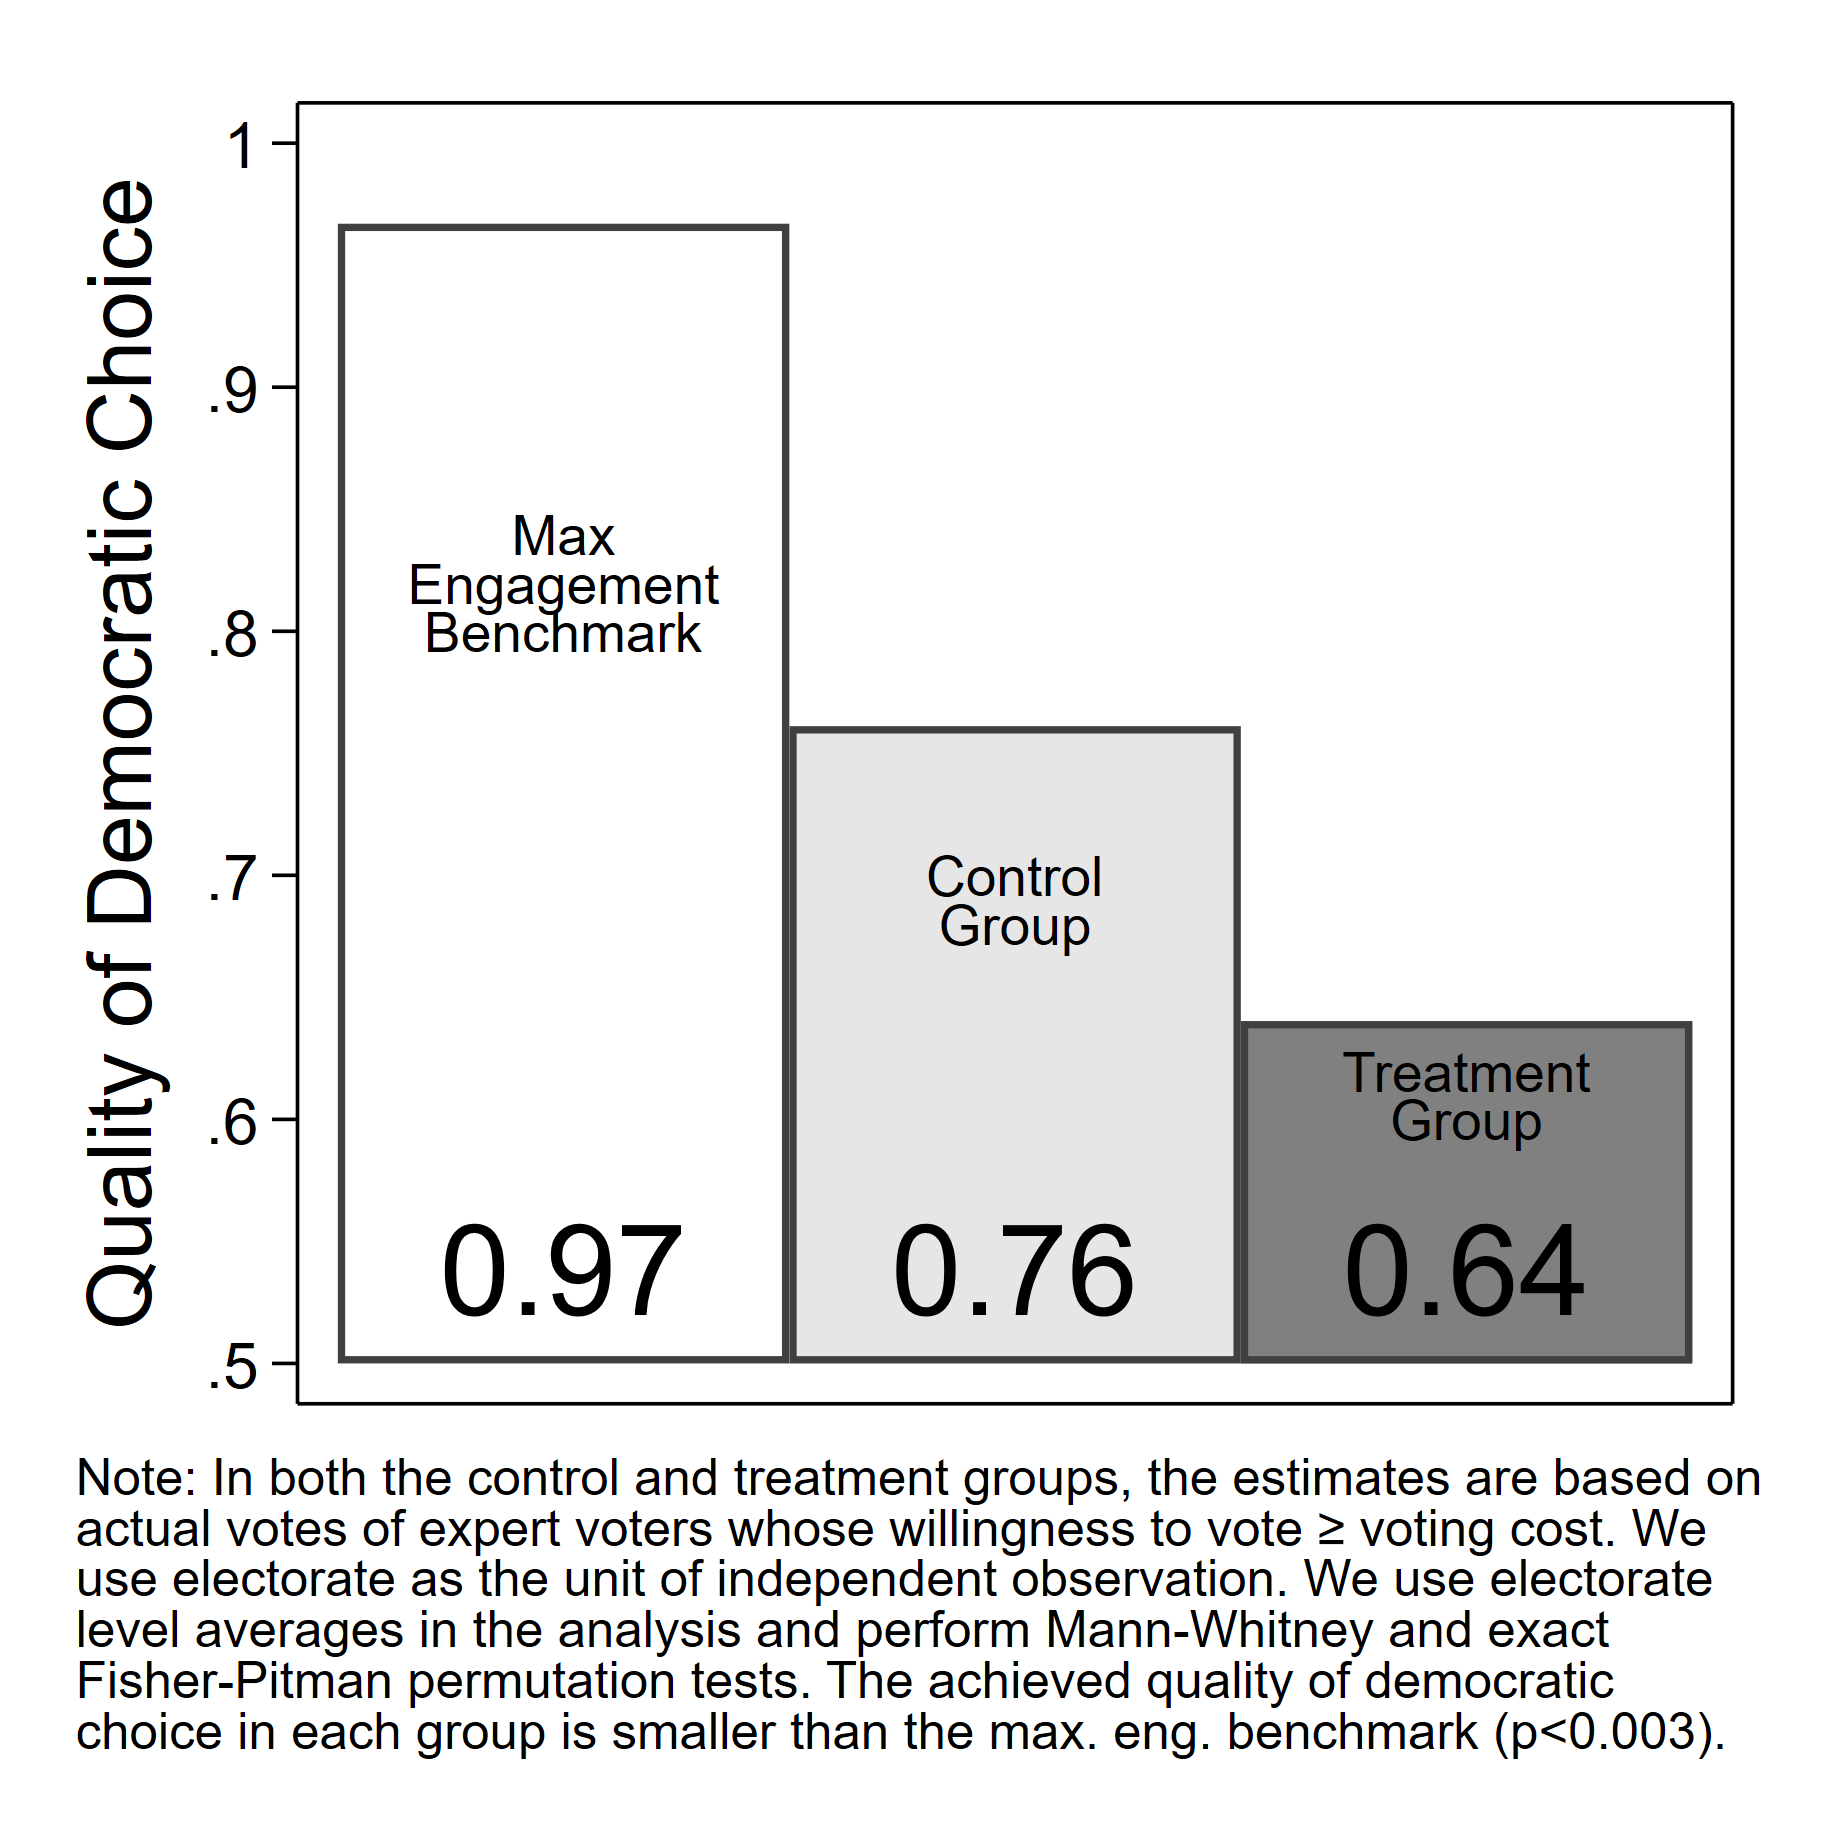 Quality of Democratic Choice
1
.9
.8
.7
.6
.5
Max
Engagement
Benchmark
0.97
Control
Group
0.76
Treatment
Group
0.64
Note: In both the control and treatment groups, the estimates are based on
actual votes of expert voters whose willingness to vote ≥ voting cost. We
use electorate as the unit of independent observation. We use electorate
level averages in the analysis and perform Mann-Whitney and exact
Fisher-Pitman permutation tests. The achieved quality of democratic
choice in each group is smaller than the max. eng. benchmark (p<0.003).